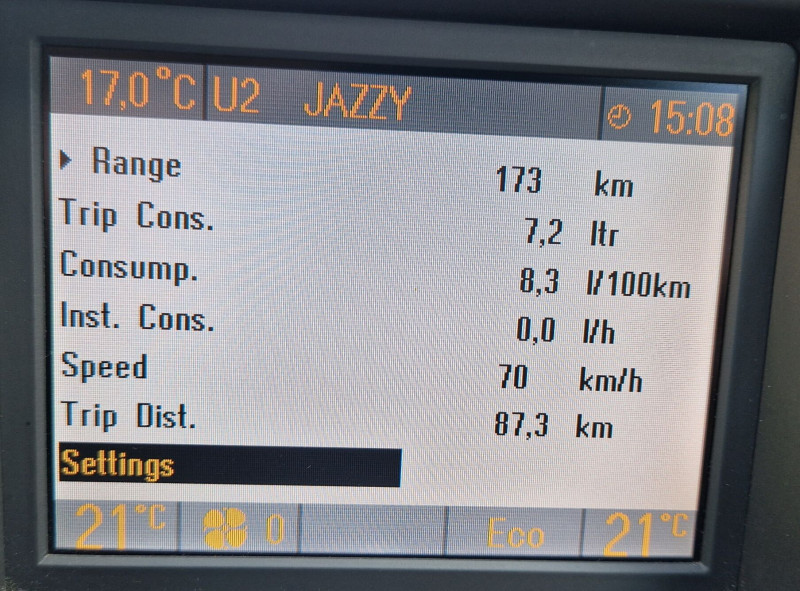 17,0°C U2 JAZZY 15:08
Range 173 km
Trip Cons. 7,2 ltr
Consump. 8,3 l/100km
Inst. Cons. 0,0 l/h
Speed 70 km/h
Trip Dist. 87,3 km
Settings
21°C 0 Eco 21°C